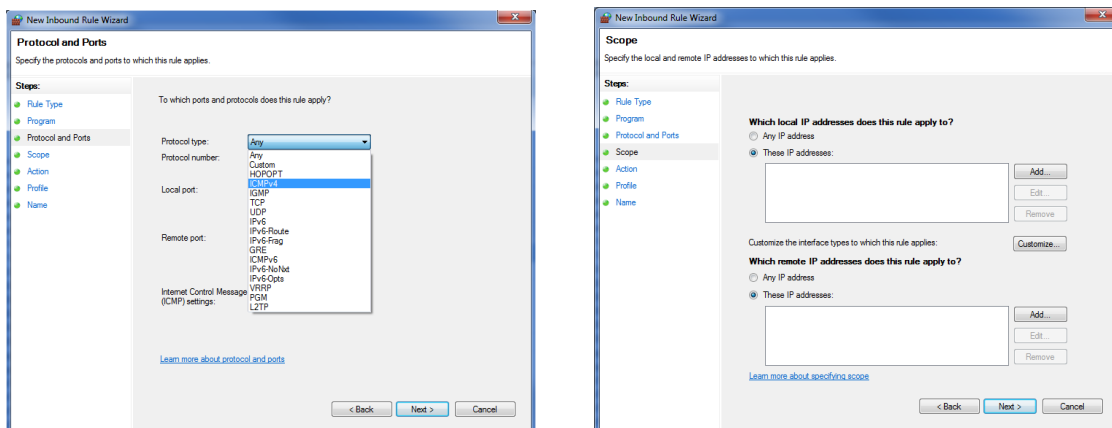 New Inbound Rule Wizard
Protocol and Ports
Specify the protocols and ports to which this rule applies.
Steps:
Rule Type
Program
Protocol and Ports
Scope
Action
Profile
Name
To which ports and protocols does this rule apply?
Protocol type:
Any
Protocol number:
Any
Custom
HOPOPT
ICMPv4
IGMP
TCP
UDP
IPv6
IPv6-Route
IPv6-Frag
GRE
ICMPv6
IPv6-NoNxt
IPv6-Opts
VRRP
PGM
L2TP
Local port:
Remote port:
Internet Control Message
(ICMP) settings:
Learn more about protocol and ports
< Back
Next >
Cancel
New Inbound Rule Wizard
Scope
Specify the local and remote IP addresses to which this rule applies.
Steps:
Rule Type
Program
Protocol and Ports
Scope
Action
Profile
Name
Which local IP addresses does this rule apply to?
Any IP address
These IP addresses:
Add...
Edit...
Remove
Customize the interface types to which this rule applies:
Customize...
Which remote IP addresses does this rule apply to?
Any IP address
These IP addresses:
Add...
Edit...
Remove
Learn more about specifying scope
< Back
Next >
Cancel